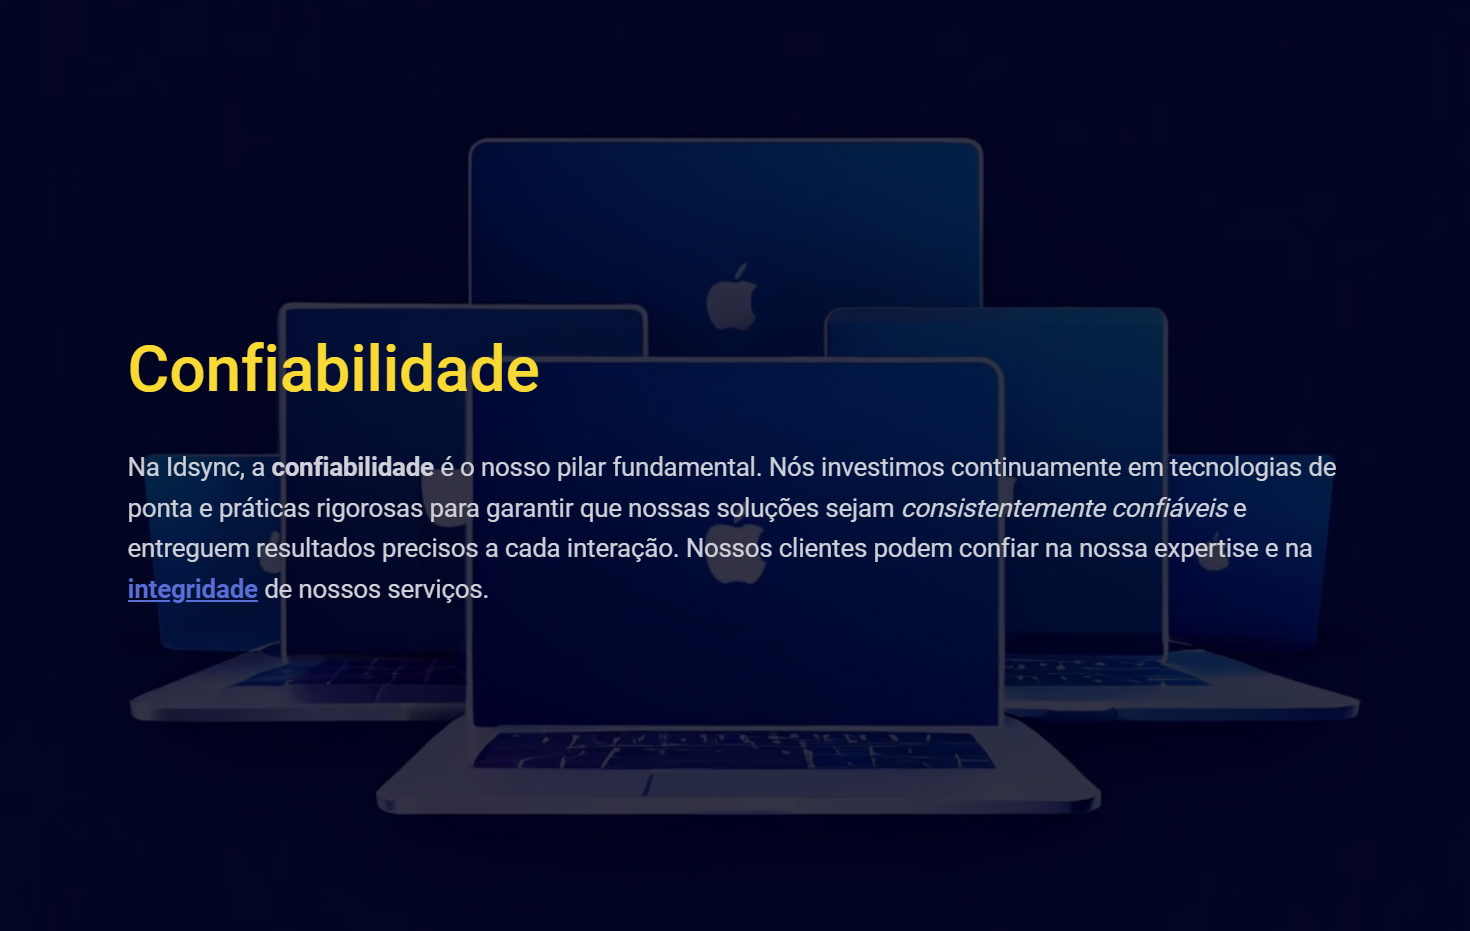 Confiabilidade
Na Idsync, a confiabilidade é o nosso pilar fundamental. Nós investimos continuamente em tecnologias de
ponta e práticas rigorosas para garantir que nossas soluções sejam consistentemente confiáveis e
entreguem resultados precisos a cada interação. Nossos clientes podem confiar na nossa expertise e na
integridade de nossos serviços.